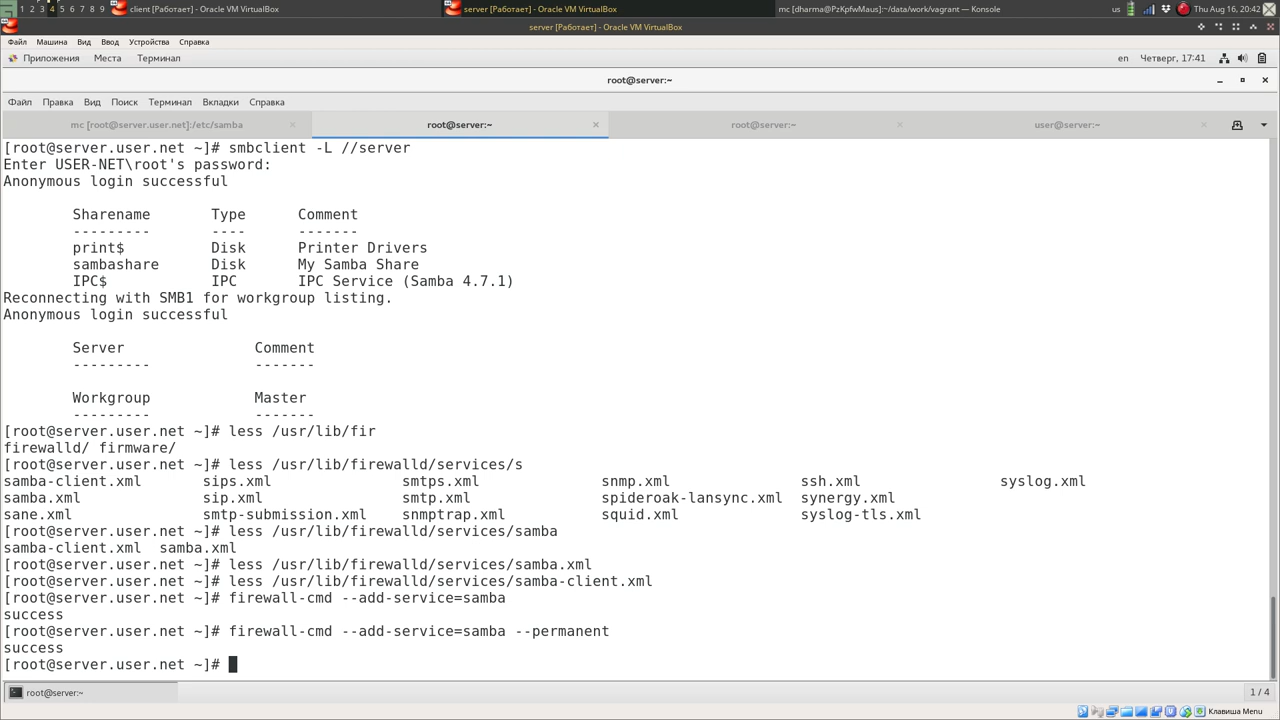 1 2 3 4 5 6 7 8 9 client [Работает] - Oracle VM VirtualBox server [Работает] - Oracle VM VirtualBox mc [dharma@PzKpfwMaus]:~/data/work/vagrant — Konsole us Thu Aug 16, 20:42
server [Работает] - Oracle VM VirtualBox
Файл Машина Вид Ввод Устройства Справка
Приложения Места Терминал en Четверг, 17:41
root@server:~
Файл Правка Вид Поиск Терминал Вкладки Справка
mc [root@server.user.net]:/etc/samba root@server:~ root@server:~ user@server:~
[root@server.user.net ~]# smbclient -L //server
Enter USER-NET\root's password:
Anonymous login successful
Sharename Type Comment
--------- ---- -------
print$ Disk Printer Drivers
sambashare Disk My Samba Share
IPC$ IPC IPC Service (Samba 4.7.1)
Reconnecting with SMB1 for workgroup listing.
Anonymous login successful
Server Comment
--------- -------
Workgroup Master
--------- -------
[root@server.user.net ~]# less /usr/lib/fir
firewalld/ firmware/
[root@server.user.net ~]# less /usr/lib/firewalld/services/s
samba-client.xml sips.xml smtps.xml snmp.xml ssh.xml syslog.xml
samba.xml sip.xml smtp.xml spideroak-lansync.xml synergy.xml
sane.xml smtp-submission.xml snmptrap.xml squid.xml syslog-tls.xml
[root@server.user.net ~]# less /usr/lib/firewalld/services/samba
samba-client.xml samba.xml
[root@server.user.net ~]# less /usr/lib/firewalld/services/samba.xml
[root@server.user.net ~]# less /usr/lib/firewalld/services/samba-client.xml
[root@server.user.net ~]# firewall-cmd --add-service=samba
success
[root@server.user.net ~]# firewall-cmd --add-service=samba --permanent
success
[root@server.user.net ~]#
root@server:~ 1 / 4
Клавиша Menu